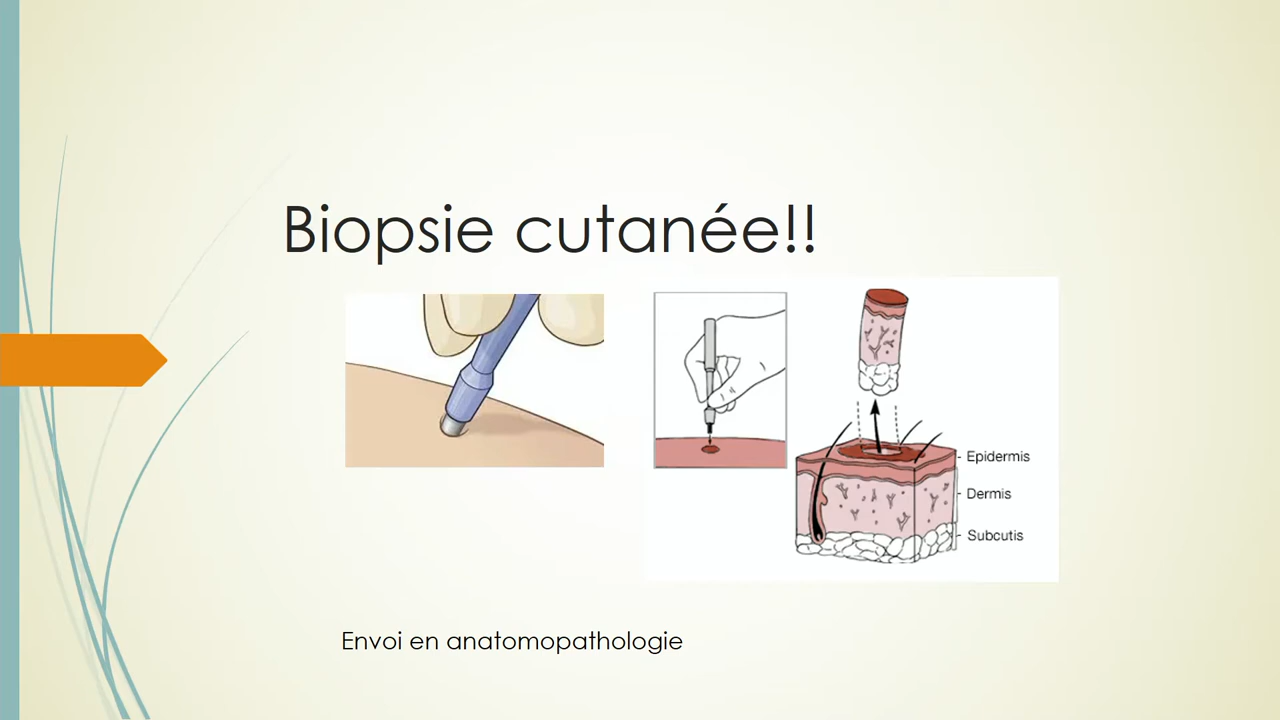 Biopsie cutanée!!
Epidermis
Dermis
Subcutis
Envoi en anatomopathologie